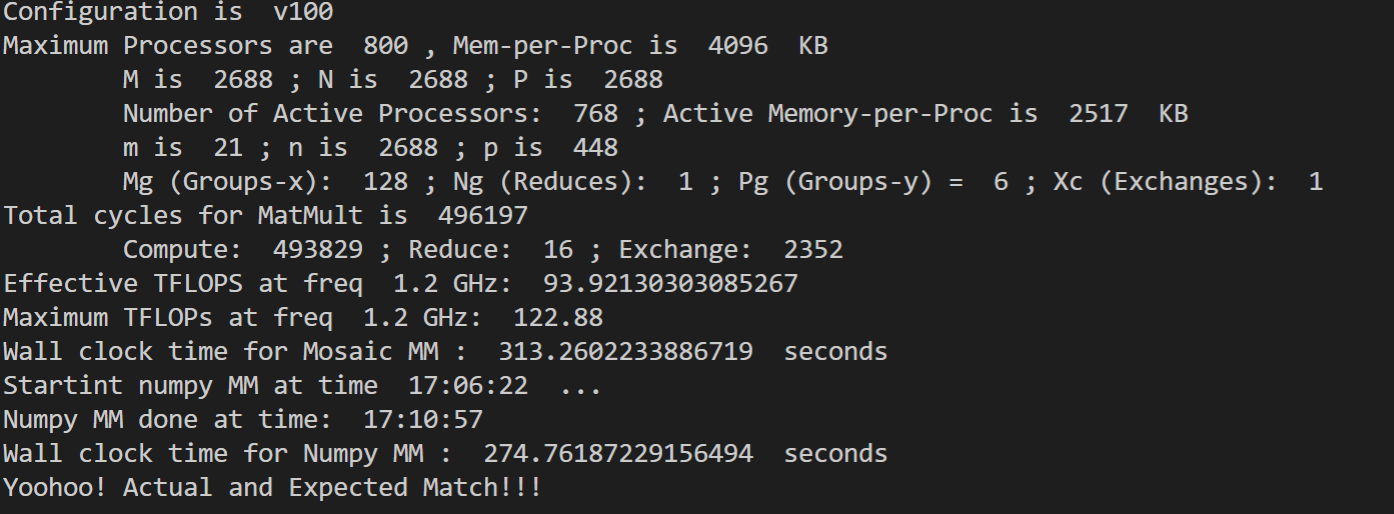 Configuration is  v100
Maximum Processors are  800 , Mem-per-Proc is  4096  KB
M is  2688 ; N is  2688 ; P is  2688
Number of Active Processors:  768 ; Active Memory-per-Proc is  2517  KB
m is  21 ; n is  2688 ; p is  448
Mg (Groups-x):  128 ; Ng (Reduces):  1 ; Pg (Groups-y) =  6 ; Xc (Exchanges):  1
Total cycles for MatMult is  496197
Compute:  493829 ; Reduce:  16 ; Exchange:  2352
Effective TFLOPS at freq  1.2 GHz:  93.92130303085267
Maximum TFLOPs at freq  1.2 GHz:  122.88
Wall clock time for Mosaic MM :  313.2602233886719  seconds
Startint numpy MM at time  17:06:22  ...
Numpy MM done at time:  17:10:57
Wall clock time for Numpy MM :  274.76187229156494  seconds
Yoohoo! Actual and Expected Match!!!